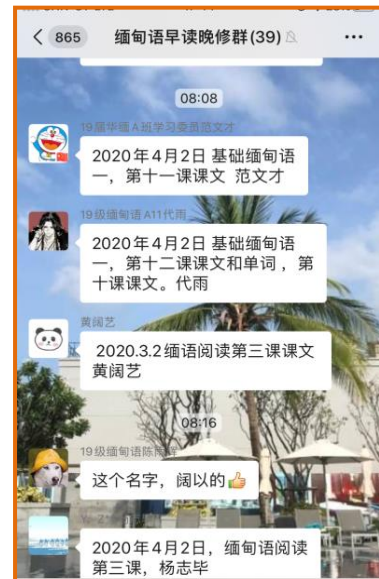 865
缅甸语早读晚修群(39)
08:08
19届华缅A班学习委员范文才
2020年4月2日 基础缅甸语
一，第十一课课文 范文才
19级缅甸语A11代雨
2020年4月2日 基础缅甸语
一，第十二课课文和单词，第
十课课文。代雨
黄阔艺
2020.3.2缅语阅读第三课课文
黄阔艺
08:16
19级缅甸语陈
这个名字，阔以的👍
2020年4月2日，缅甸语阅读
第三课，杨志毕